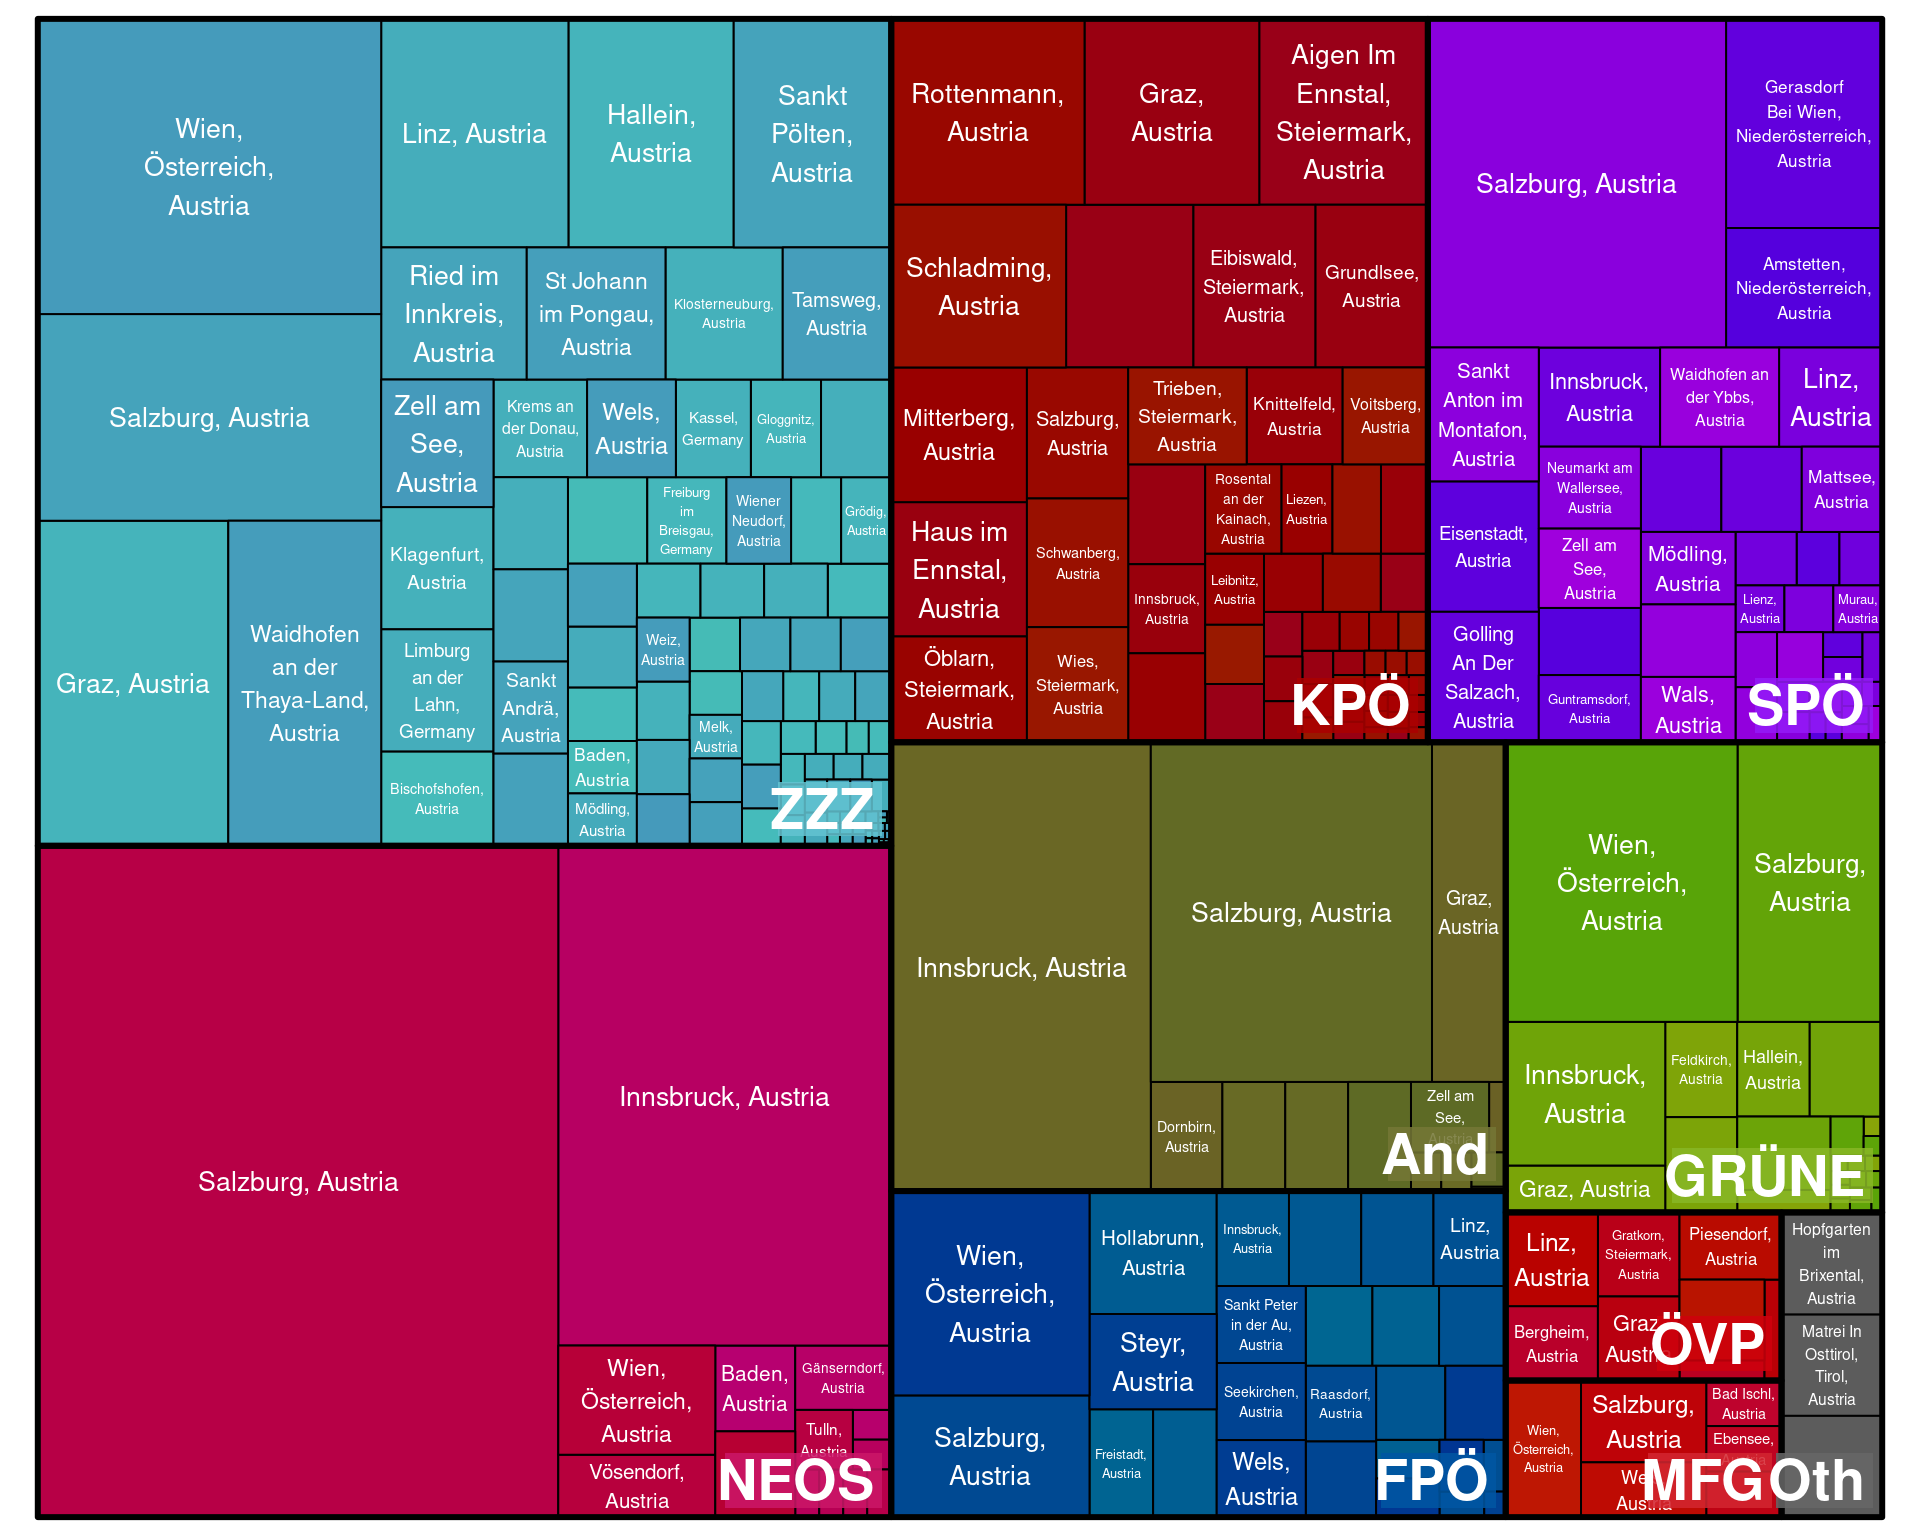 Wien,
Österreich,
Austria
Linz, Austria
Hallein,
Austria
Sankt
Pölten,
Austria
Salzburg, Austria
Graz, Austria
Waidhofen
an der
Thaya-Land,
Austria
Ried im
Innkreis,
Austria
St Johann
im Pongau,
Austria
Klosterneuburg,
Austria
Tamsweg,
Austria
Zell am
See,
Austria
Krems an
der Donau,
Austria
Wels,
Austria
Kassel,
Germany
Gloggnitz,
Austria
Freiburg
im
Breisgau,
Germany
Wiener
Neudorf,
Austria
Grödig,
Austria
Klagenfurt,
Austria
Limburg
an der
Lahn,
Germany
Bischofshofen,
Austria
Sankt
Andrä,
Austria
Weiz,
Austria
Melk,
Austria
Baden,
Austria
Mödling,
Austria
ZZZ
Rottenmann,
Austria
Graz,
Austria
Aigen Im
Ennstal,
Steiermark,
Austria
Schladming,
Austria
Eibiswald,
Steiermark,
Austria
Grundlsee,
Austria
Mitterberg,
Austria
Salzburg,
Austria
Trieben,
Steiermark,
Austria
Knittelfeld,
Austria
Voitsberg,
Austria
Haus im
Ennstal,
Austria
Schwanberg,
Austria
Rosental
an der
Kainach,
Austria
Liezen,
Austria
Innsbruck,
Austria
Leibnitz,
Austria
Öblarn,
Steiermark,
Austria
Wies,
Steiermark,
Austria
KPÖ
Salzburg, Austria
Gerasdorf
Bei Wien,
Niederösterreich,
Austria
Amstetten,
Niederösterreich,
Austria
Sankt
Anton im
Montafon,
Austria
Innsbruck,
Austria
Waidhofen an
der Ybbs,
Austria
Linz,
Austria
Eisenstadt,
Austria
Neumarkt am
Wallersee,
Austria
Mattsee,
Austria
Zell am
See,
Austria
Mödling,
Austria
Lienz,
Austria
Murau,
Austria
Golling
An Der
Salzach,
Austria
Guntramsdorf,
Austria
Wals,
Austria
SPÖ
Salzburg, Austria
Innsbruck, Austria
Wien,
Österreich,
Austria
Baden,
Austria
Gänserndorf,
Austria
Tulln,
Austria
Vösendorf,
Austria
NEOS
Innsbruck, Austria
Salzburg, Austria
Graz,
Austria
Dornbirn,
Austria
Zell am
See,
Austria
And
Wien,
Österreich,
Austria
Salzburg,
Austria
Innsbruck,
Austria
Feldkirch,
Austria
Hallein,
Austria
Graz, Austria
GRÜNE
Wien,
Österreich,
Austria
Hollabrunn,
Austria
Innsbruck,
Austria
Linz,
Austria
Steyr,
Austria
Sankt Peter
in der Au,
Austria
Salzburg,
Austria
Seekirchen,
Austria
Raasdorf,
Austria
Freistadt,
Austria
Wels,
Austria
FPÖ
Linz,
Austria
Gratkorn,
Steiermark,
Austria
Piesendorf,
Austria
Bergheim,
Austria
Graz
Austria
ÖVP
Wien,
Österreich,
Austria
Salzburg,
Austria
Bad Ischl,
Austria
Ebensee,
Austria
MFG
Hopfgarten
im
Brixental,
Austria
Matrei In
Osttirol,
Tirol,
Austria
Oth